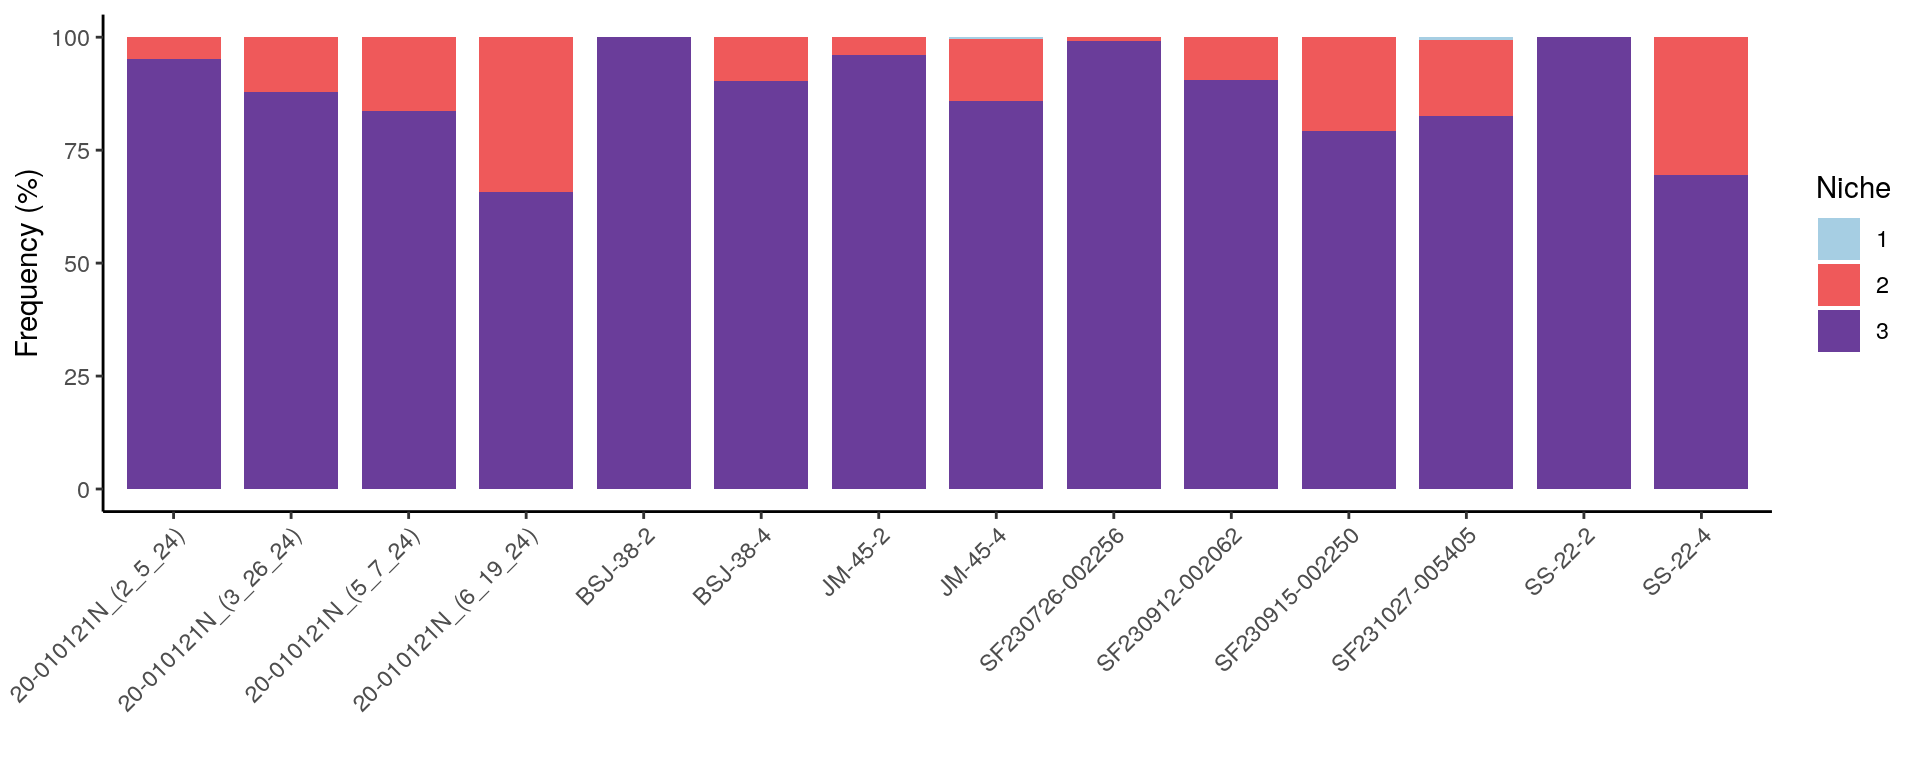 Frequency (%)
100
75
50
25
0
20-010121N_(2_5_24)
20-010121N_(3_26_24)
20-010121N_(5_7_24)
20-010121N_(6_19_24)
BSJ-38-2
BSJ-38-4
JM-45-2
JM-45-4
SF230726-002256
SF230912-002062
SF230915-002250
SF231027-005405
SS-22-2
SS-22-4
Niche
1
2
3